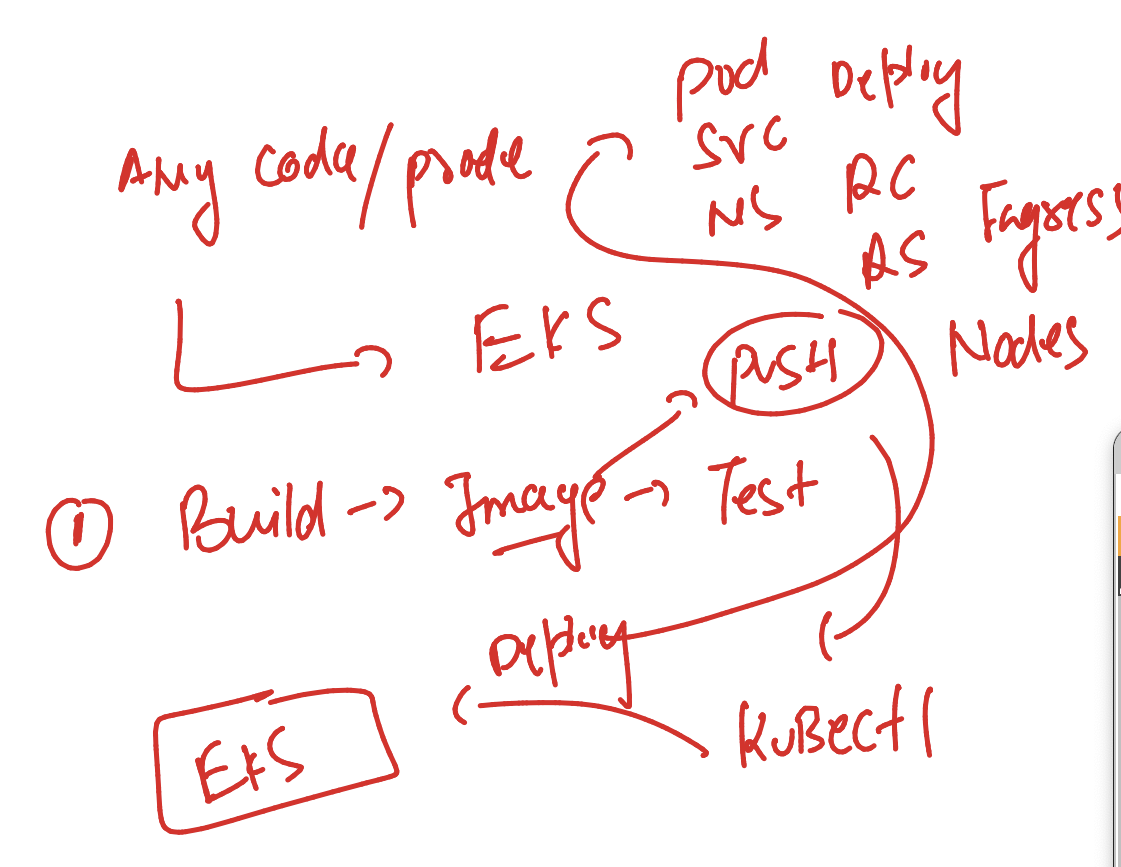 pod Deploy
Any code/prode
SVC
RC
NS
Ingress
RS
EKS
PUSH
Nodes
① Build → Image → Test
Deploy
KuBectl
EKS